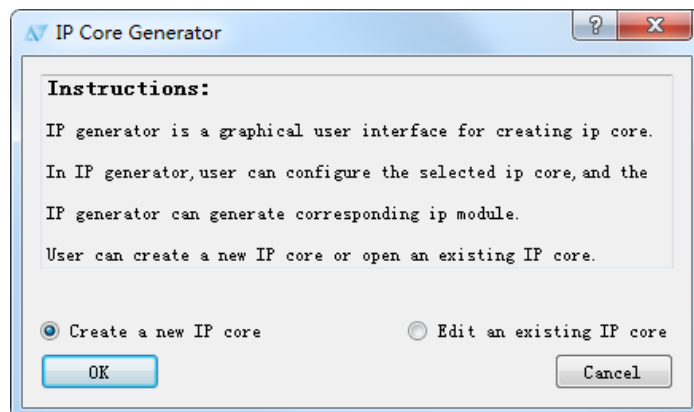 IP Core Generator
Instructions:
IP generator is a graphical user interface for creating ip core.
In IP generator,user can configure the selected ip core,and the
IP generator can generate corresponding ip module.
User can create a new IP core or open an existing IP core.
Create a new IP core
Edit an existing IP core
OK
Cancel